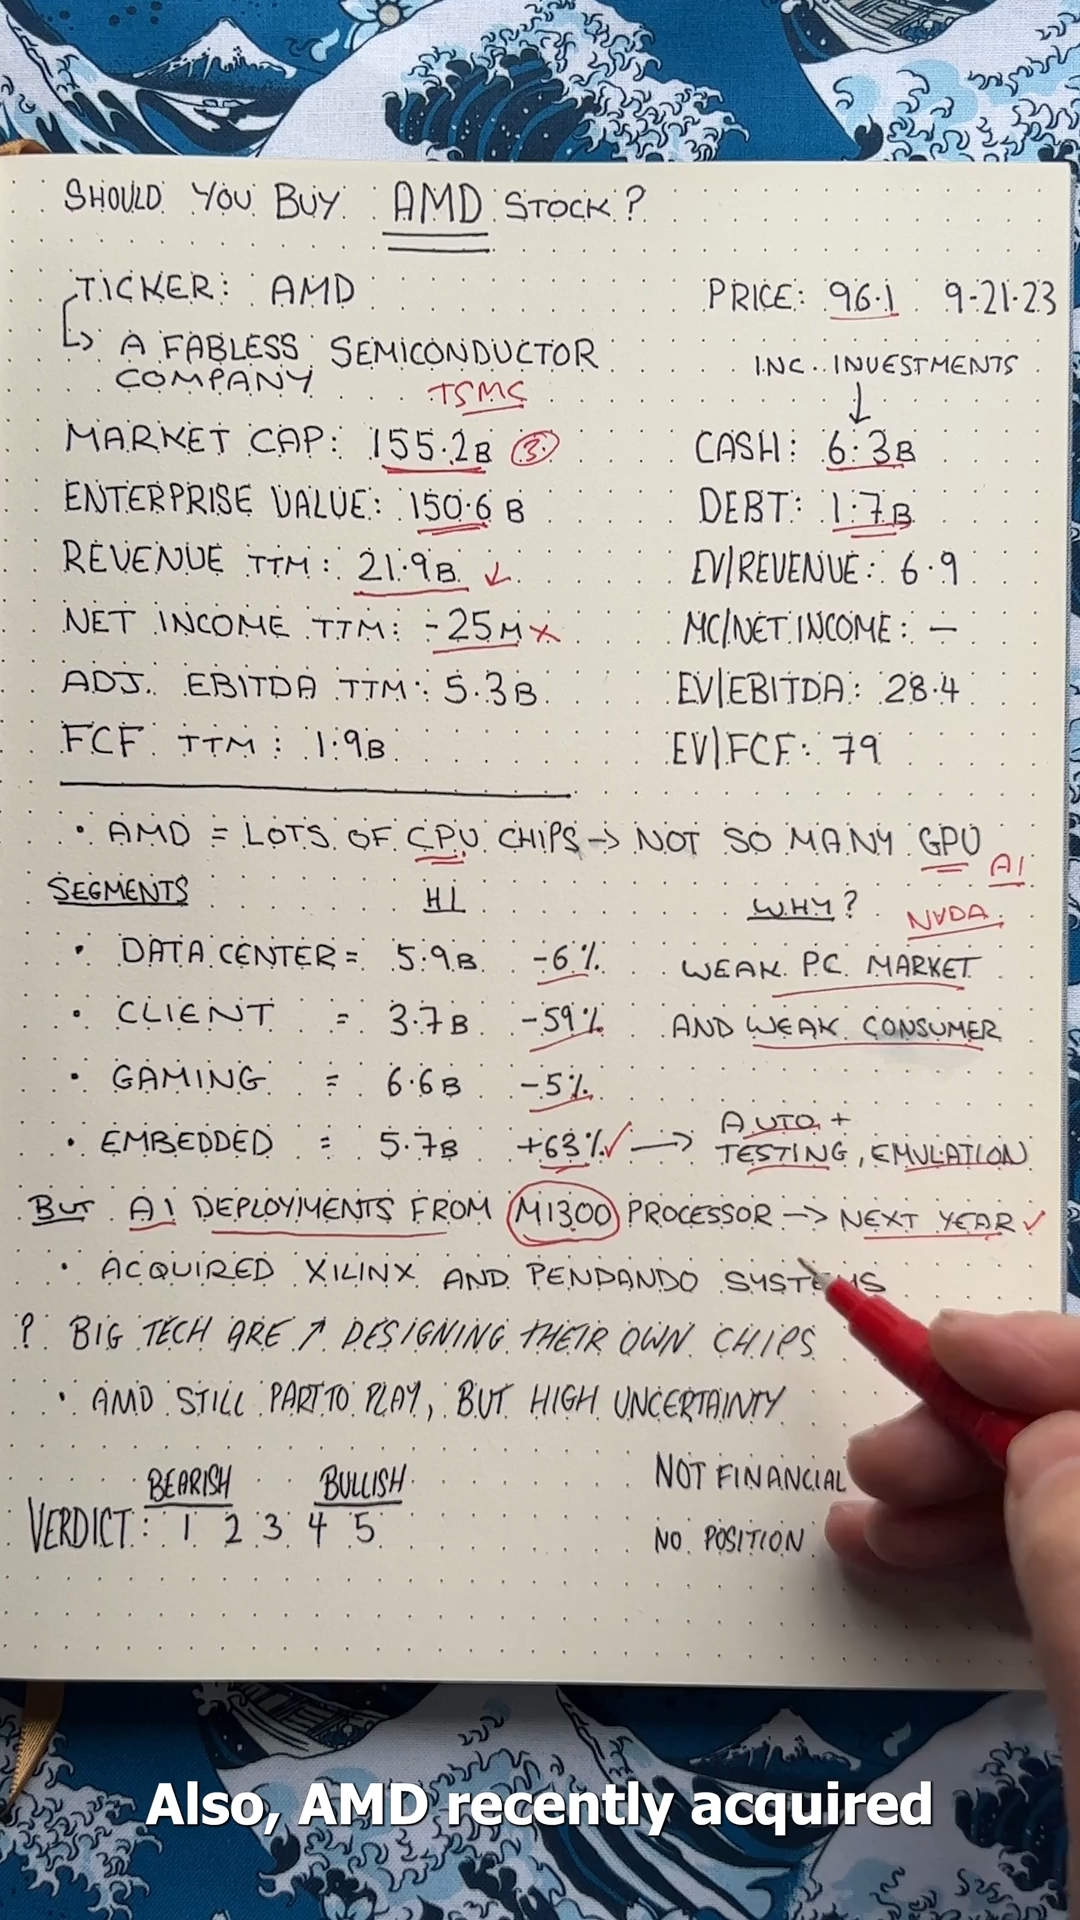 SHOULD YOU BUY AMD STOCK?
TICKER: AMD
PRICE: 96.1 9-21-23
↳ A FABLESS SEMICONDUCTOR
COMPANY
TSMC
INC. INVESTMENTS
↓
MARKET CAP: 155.2B 3
CASH: 6.3B
ENTERPRISE VALUE: 150.6 B
DEBT: 1.7B
REVENUE TTM: 21.9B ↙
EV/REVENUE: 6.9
NET INCOME TTM: -25M X
MC/NET INCOME: —
ADJ. EBITDA TTM: 5.3B
EV/EBITDA: 28.4
FCF TTM: 1.9B
EV/FCF: 79
• AMD = LOTS OF CPU CHIPS → NOT SO MANY GPU
AI
SEGMENTS H1 WHY? NVDA
• DATA CENTER = 5.9B -6%
WEAK PC MARKET
• CLIENT = 3.7B -59%
AND WEAK CONSUMER
• GAMING = 6.6B -5%
• EMBEDDED = 5.7B +63% ✓ → AUTO +
TESTING, EMULATION
BUT AI DEPLOYMENTS FROM MI300 PROCESSOR → NEXT YEAR ✓
• ACQUIRED XILINX AND PENDANDO SYSTEMS
? BIG TECH ARE ↗ DESIGNING THEIR OWN CHIPS
• AMD STILL PART TO PLAY, BUT HIGH UNCERTAINTY
BEARISH BULLISH
VERDICT: 1 2 3 4 5
NOT FINANCIAL
NO POSITION
Also, AMD recently acquired